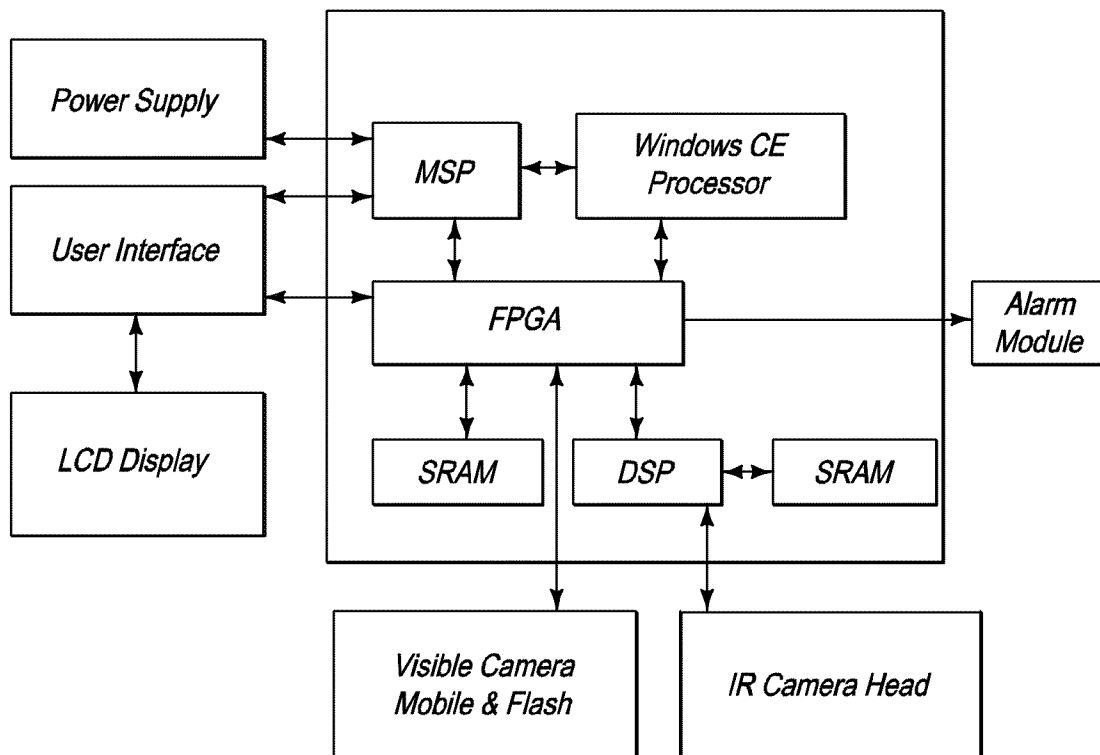 Power Supply
MSP
Windows CE
Processor
User Interface
FPGA
Alarm
Module
LCD Display
SRAM
DSP
SRAM
Visible Camera
Mobile & Flash
IR Camera Head